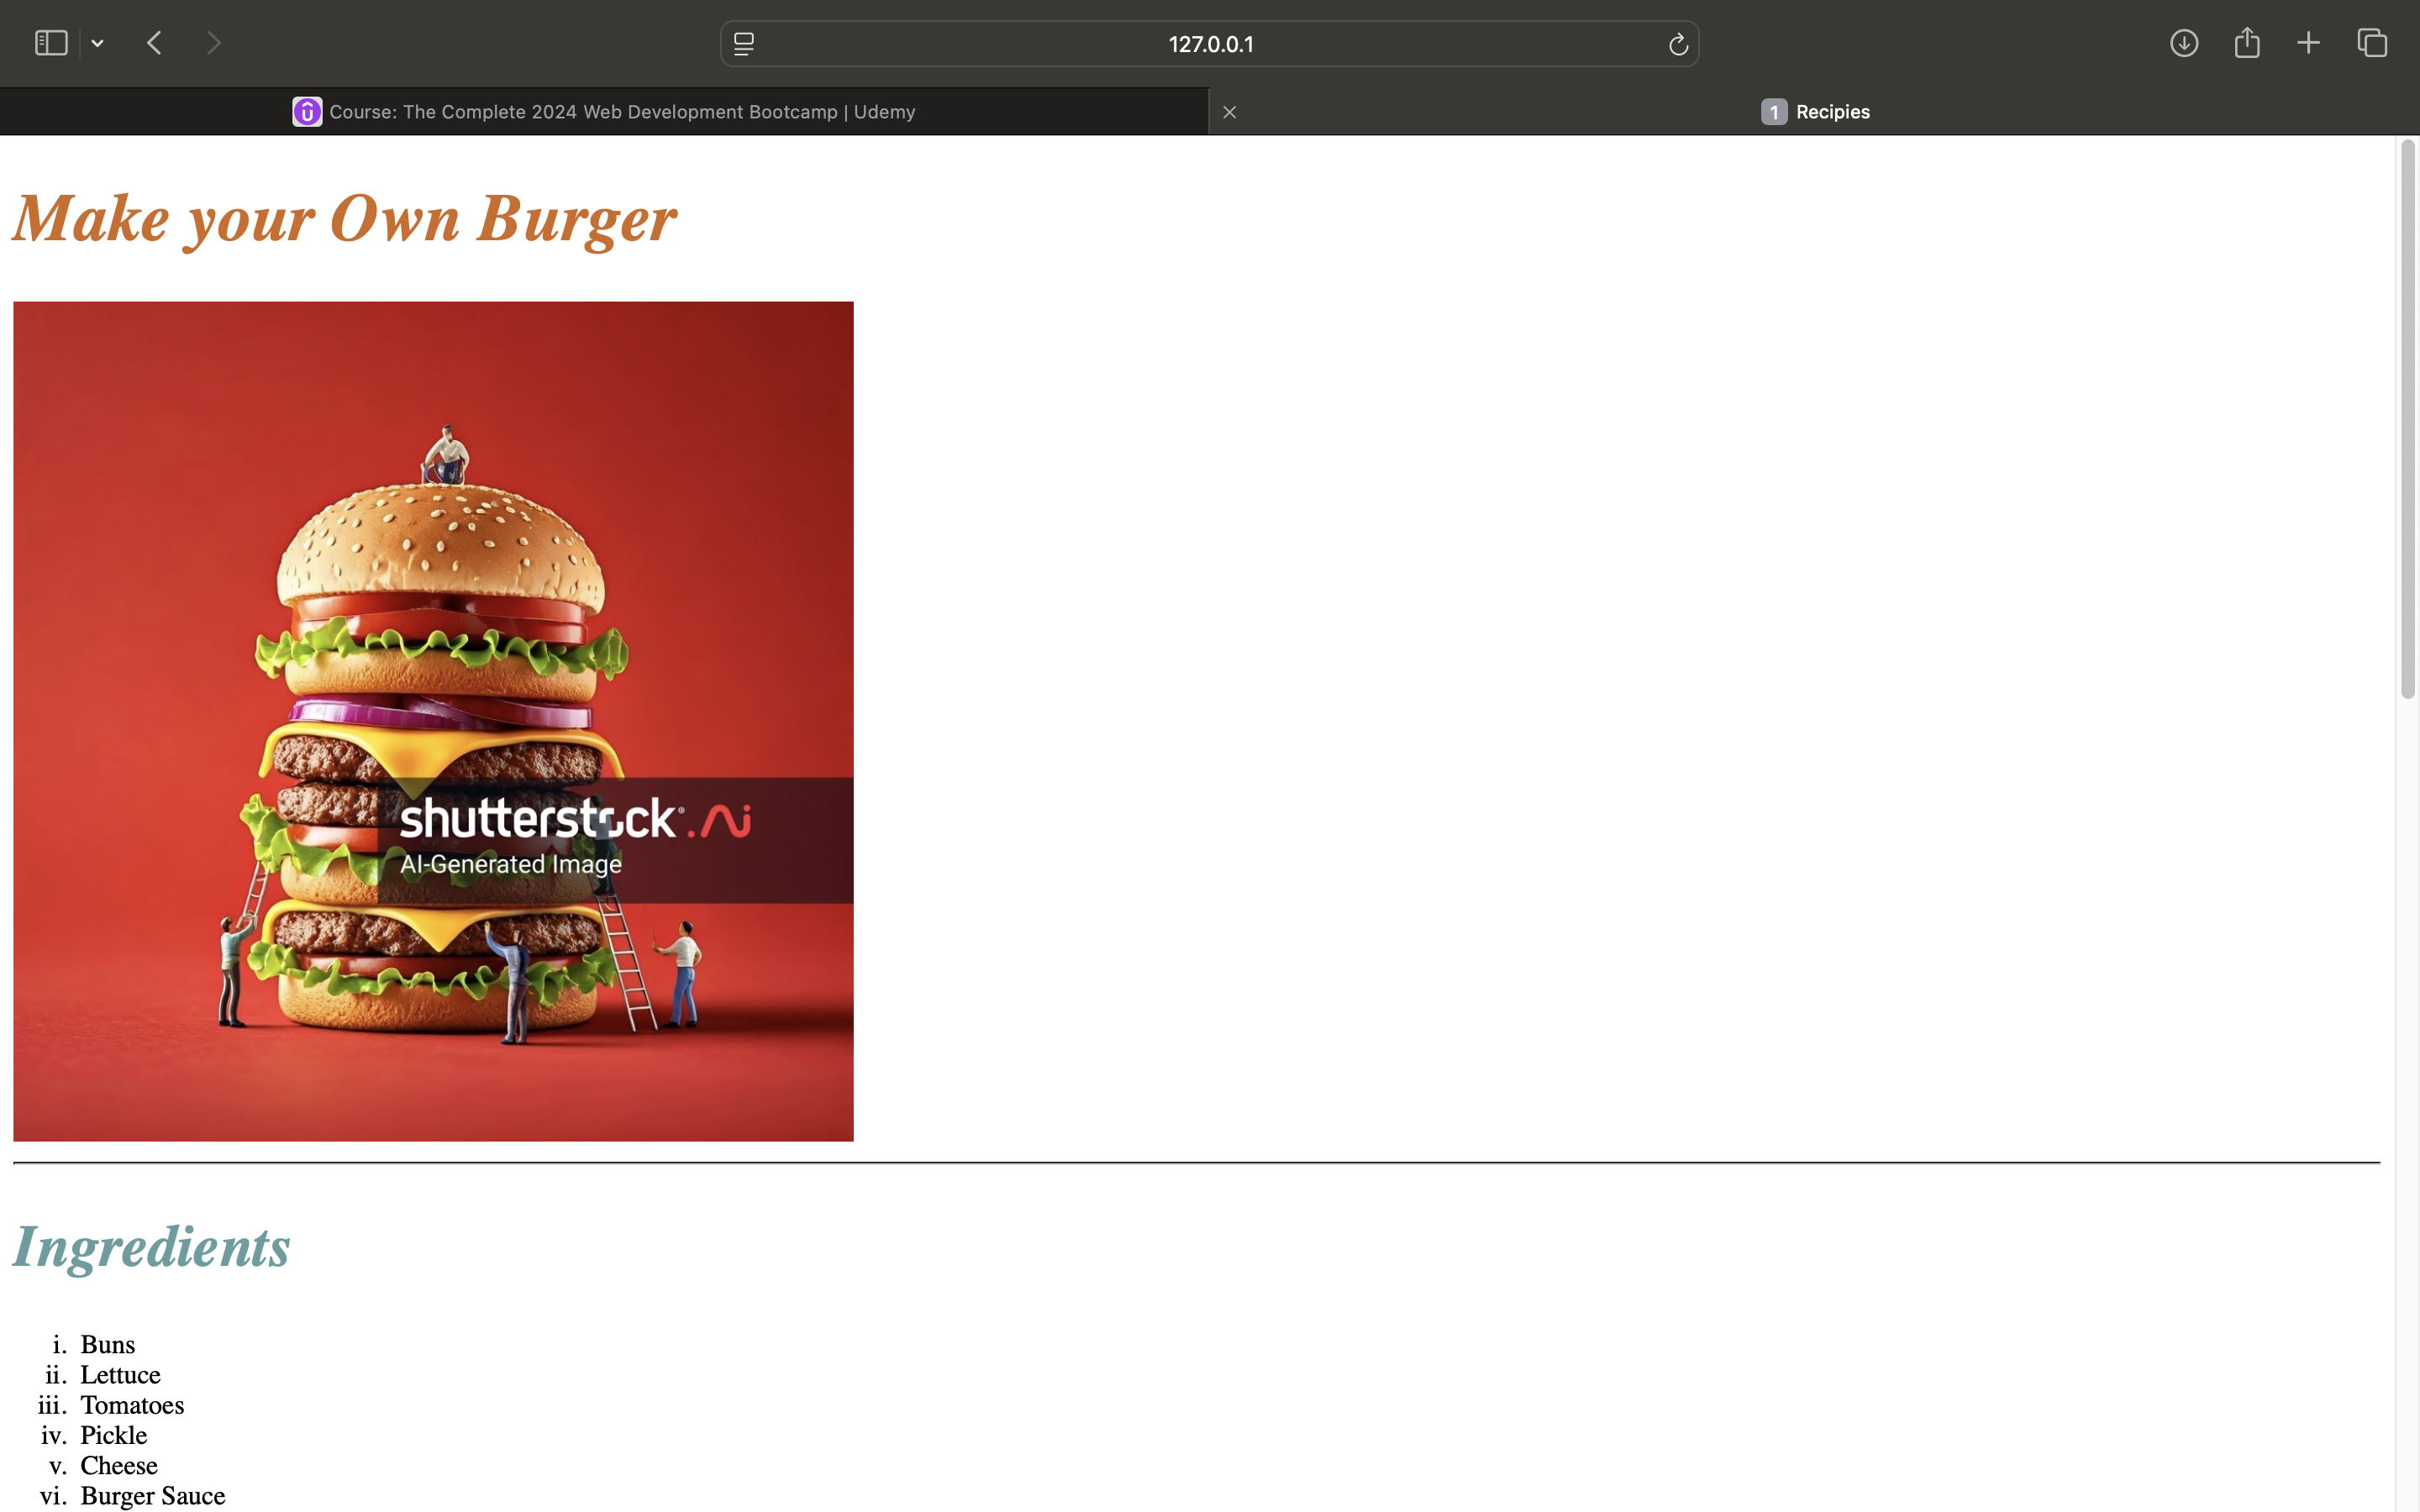 127.0.0.1
Course: The Complete 2024 Web Development Bootcamp | Udemy
1 Recipies
Make your Own Burger
shutterstock.Ai
AI-Generated Image
Ingredients
i. Buns
ii. Lettuce
iii. Tomatoes
iv. Pickle
v. Cheese
vi. Burger Sauce